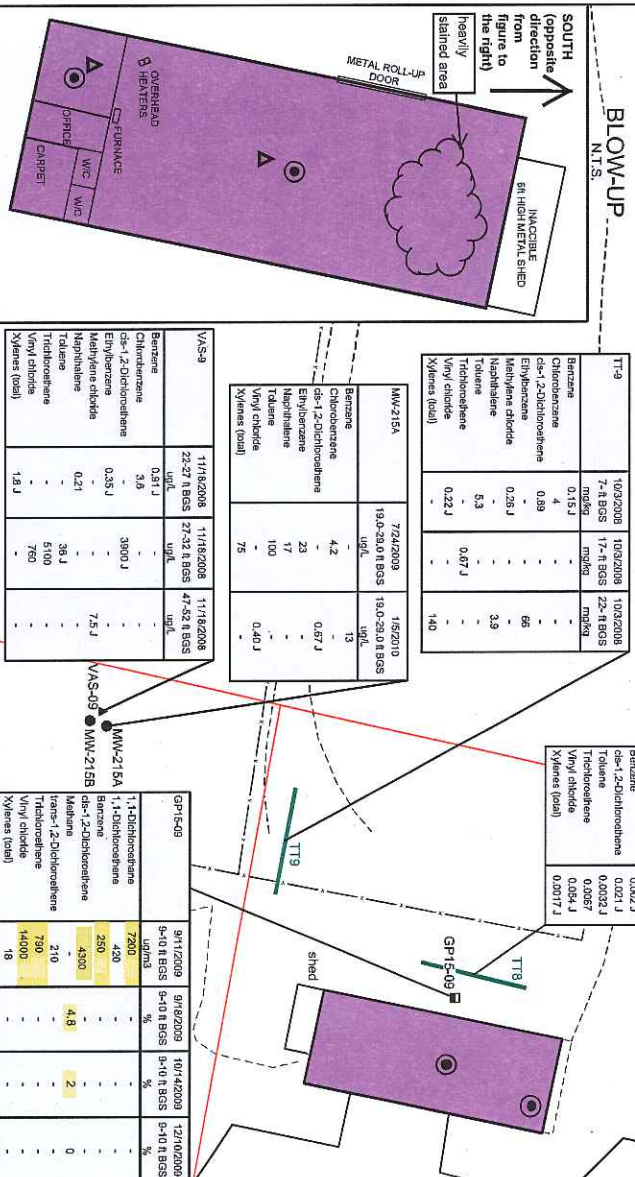 BLOW-UP
N.T.S.
SOUTH
(opposite
direction
from
figure to
the right)
heavily
stained area
METAL ROLL-UP
DOOR
INACCIBLE
6ft HIGH METAL SHED
OVERHEAD
HEATERS
FURNACE
OFFICE
W/C
W/C
CARPET
TT-9 10/3/2008 10/3/2008 10/3/2008
7- ft BGS 17- ft BGS 22- ft BGS
mg/kg mg/kg mg/kg
Benzene 0.15 J - -
Chlorobenzene 4 - -
cis-1,2-Dichloroethene 0.89 - -
Ethylbenzene - - 66
Methylene chloride 0.26 J - -
Naphthalene - - 3.9
Toluene 5.3 - -
Trichloroethene - 0.67 J -
Vinyl chloride 0.22 J - -
Xylenes (total) - - 140
MW-215A 7/24/2009 1/5/2010
19.0-29.0 ft BGS 19.0-29.0 ft BGS
ug/L ug/L
Benzene - 13
Chlorobenzene 4.2 -
cis-1,2-Dichloroethene - 0.67 J
Ethylbenzene 23 -
Naphthalene 17 -
Toluene 100 -
Vinyl chloride - 0.40 J
Xylenes (total) 75 -
VAS-9 11/18/2008 11/18/2008 11/18/2008
22-27 ft BGS 27-32 ft BGS 47-52 ft BGS
ug/L ug/L ug/L
Benzene 0.91 J - -
Chlorobenzene 3.6 - -
cis-1,2-Dichloroethene - 3900 J -
Ethylbenzene 0.35 J - -
Methylene chloride - - 7.5 J
Naphthalene 0.21 - -
Toluene - 36 J -
Trichloroethene - 5100 -
Vinyl chloride - 760 -
Xylenes (total) 1.8 J - -
Benzene 0.002 J
cis-1,2-Dichloroethene 0.021 J
Toluene 0.0032 J
Trichloroethene 0.0067
Vinyl chloride 0.054 J
Xylenes (total) 0.0017 J
TT9
TT8
GP15-09
shed
VAS-09
MW-215A
MW-215B
GP15-09 9/11/2009 9/18/2009 10/14/2009 12/10/2009
9-10 ft BGS 9-10 ft BGS 9-10 ft BGS 9-10 ft BGS
ug/m3 % % %
1,1-Dichloroethane 7200 - - -
1,1-Dichloroethene 420 - - -
Benzene 250 - - -
cis-1,2-Dichloroethene 4300 - - -
Methane - 4.8 2 0
trans-1,2-Dichloroethene 210 - - -
Trichloroethene 790 - - -
Vinyl chloride 14000 - - -
Xylenes (total) 18 - - -